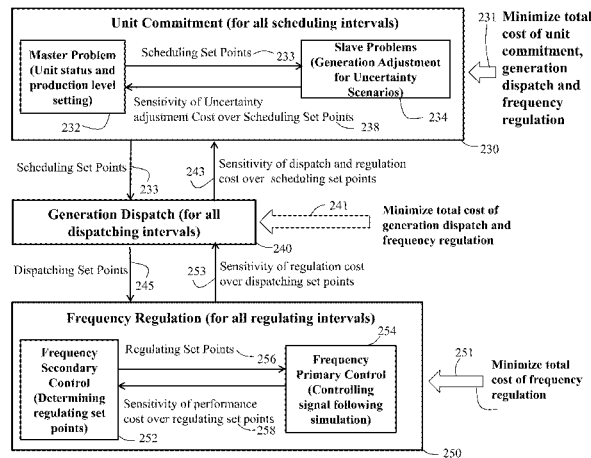 Unit Commitment (for all scheduling intervals)
231
Minimize total
cost of unit
commitment,
generation
dispatch and
frequency
regulation
Master Problem
(Unit status and
production level
setting)
232
Scheduling Set Points
233
Slave Problems
(Generation Adjustment
for Uncertainty
Scenarios)
234
Sensitivity of Uncertainty
adjustment Cost over Scheduling Set Points
238
230
Scheduling Set Points
233
243
Sensitivity of dispatch and regulation
cost over scheduling set points
Generation Dispatch (for all
dispatching intervals)
240
241
Minimize total cost of
generation dispatch and
frequency regulation
Dispatching Set Points
245
253
Sensitivity of regulation cost
over dispatching set points
Frequency Regulation (for all regulating intervals)
254
Frequency
Secondary
Control
(Determining
regulating set
points)
252
Regulating Set Points
256
Frequency
Primary Control
(Controlling
signal following
simulation)
Sensitivity of performance
cost over regulating set points
258
251
Minimize total
cost of frequency
regulation
250